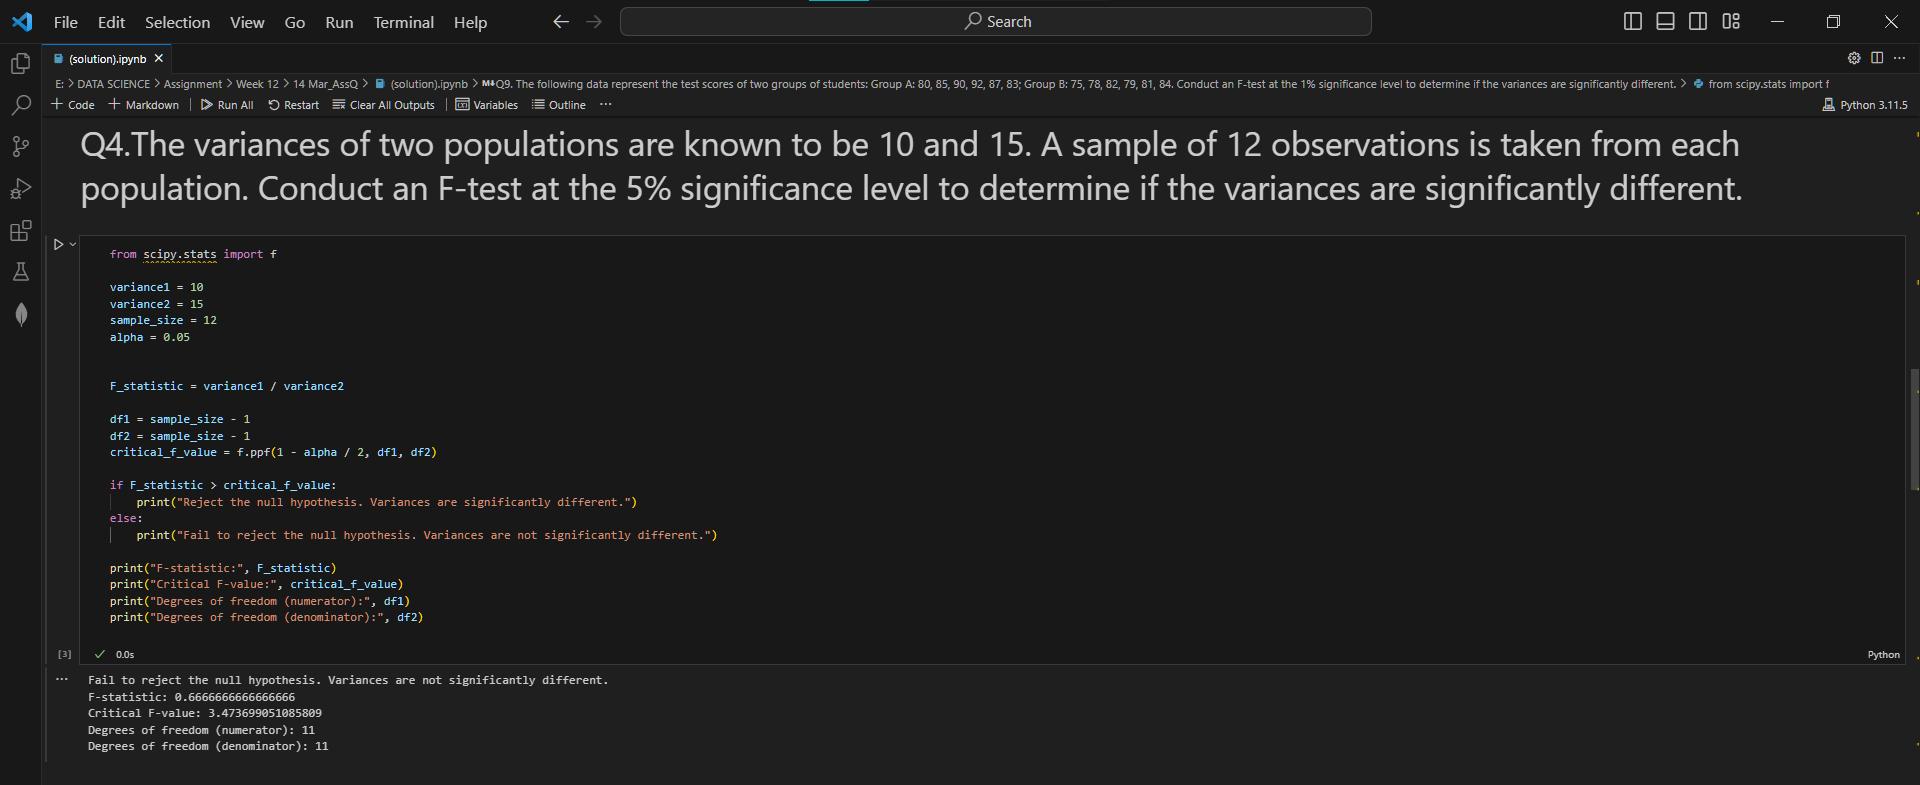 File Edit Selection View Go Run Terminal Help Search
(solution).ipynb
E: > DATA SCIENCE > Assignment > Week 12 > 14 Mar_AssQ > (solution).ipynb > M↓Q9. The following data represent the test scores of two groups of students: Group A: 80, 85, 90, 92, 87, 83; Group B: 75, 78, 82, 79, 81, 84. Conduct an F-test at the 1% significance level to determine if the variances are significantly different. > from scipy.stats import f
+ Code + Markdown | Run All Restart Clear All Outputs | Variables Outline ... Python 3.11.5
Q4.The variances of two populations are known to be 10 and 15. A sample of 12 observations is taken from each
population. Conduct an F-test at the 5% significance level to determine if the variances are significantly different.
from scipy.stats import f
variance1 = 10
variance2 = 15
sample_size = 12
alpha = 0.05
F_statistic = variance1 / variance2
df1 = sample_size - 1
df2 = sample_size - 1
critical_f_value = f.ppf(1 - alpha / 2, df1, df2)
if F_statistic > critical_f_value:
    print("Reject the null hypothesis. Variances are significantly different.")
else:
    print("Fail to reject the null hypothesis. Variances are not significantly different.")
print("F-statistic:", F_statistic)
print("Critical F-value:", critical_f_value)
print("Degrees of freedom (numerator):", df1)
print("Degrees of freedom (denominator):", df2)
[3] 0.0s Python
... Fail to reject the null hypothesis. Variances are not significantly different.
F-statistic: 0.6666666666666666
Critical F-value: 3.473699051085809
Degrees of freedom (numerator): 11
Degrees of freedom (denominator): 11